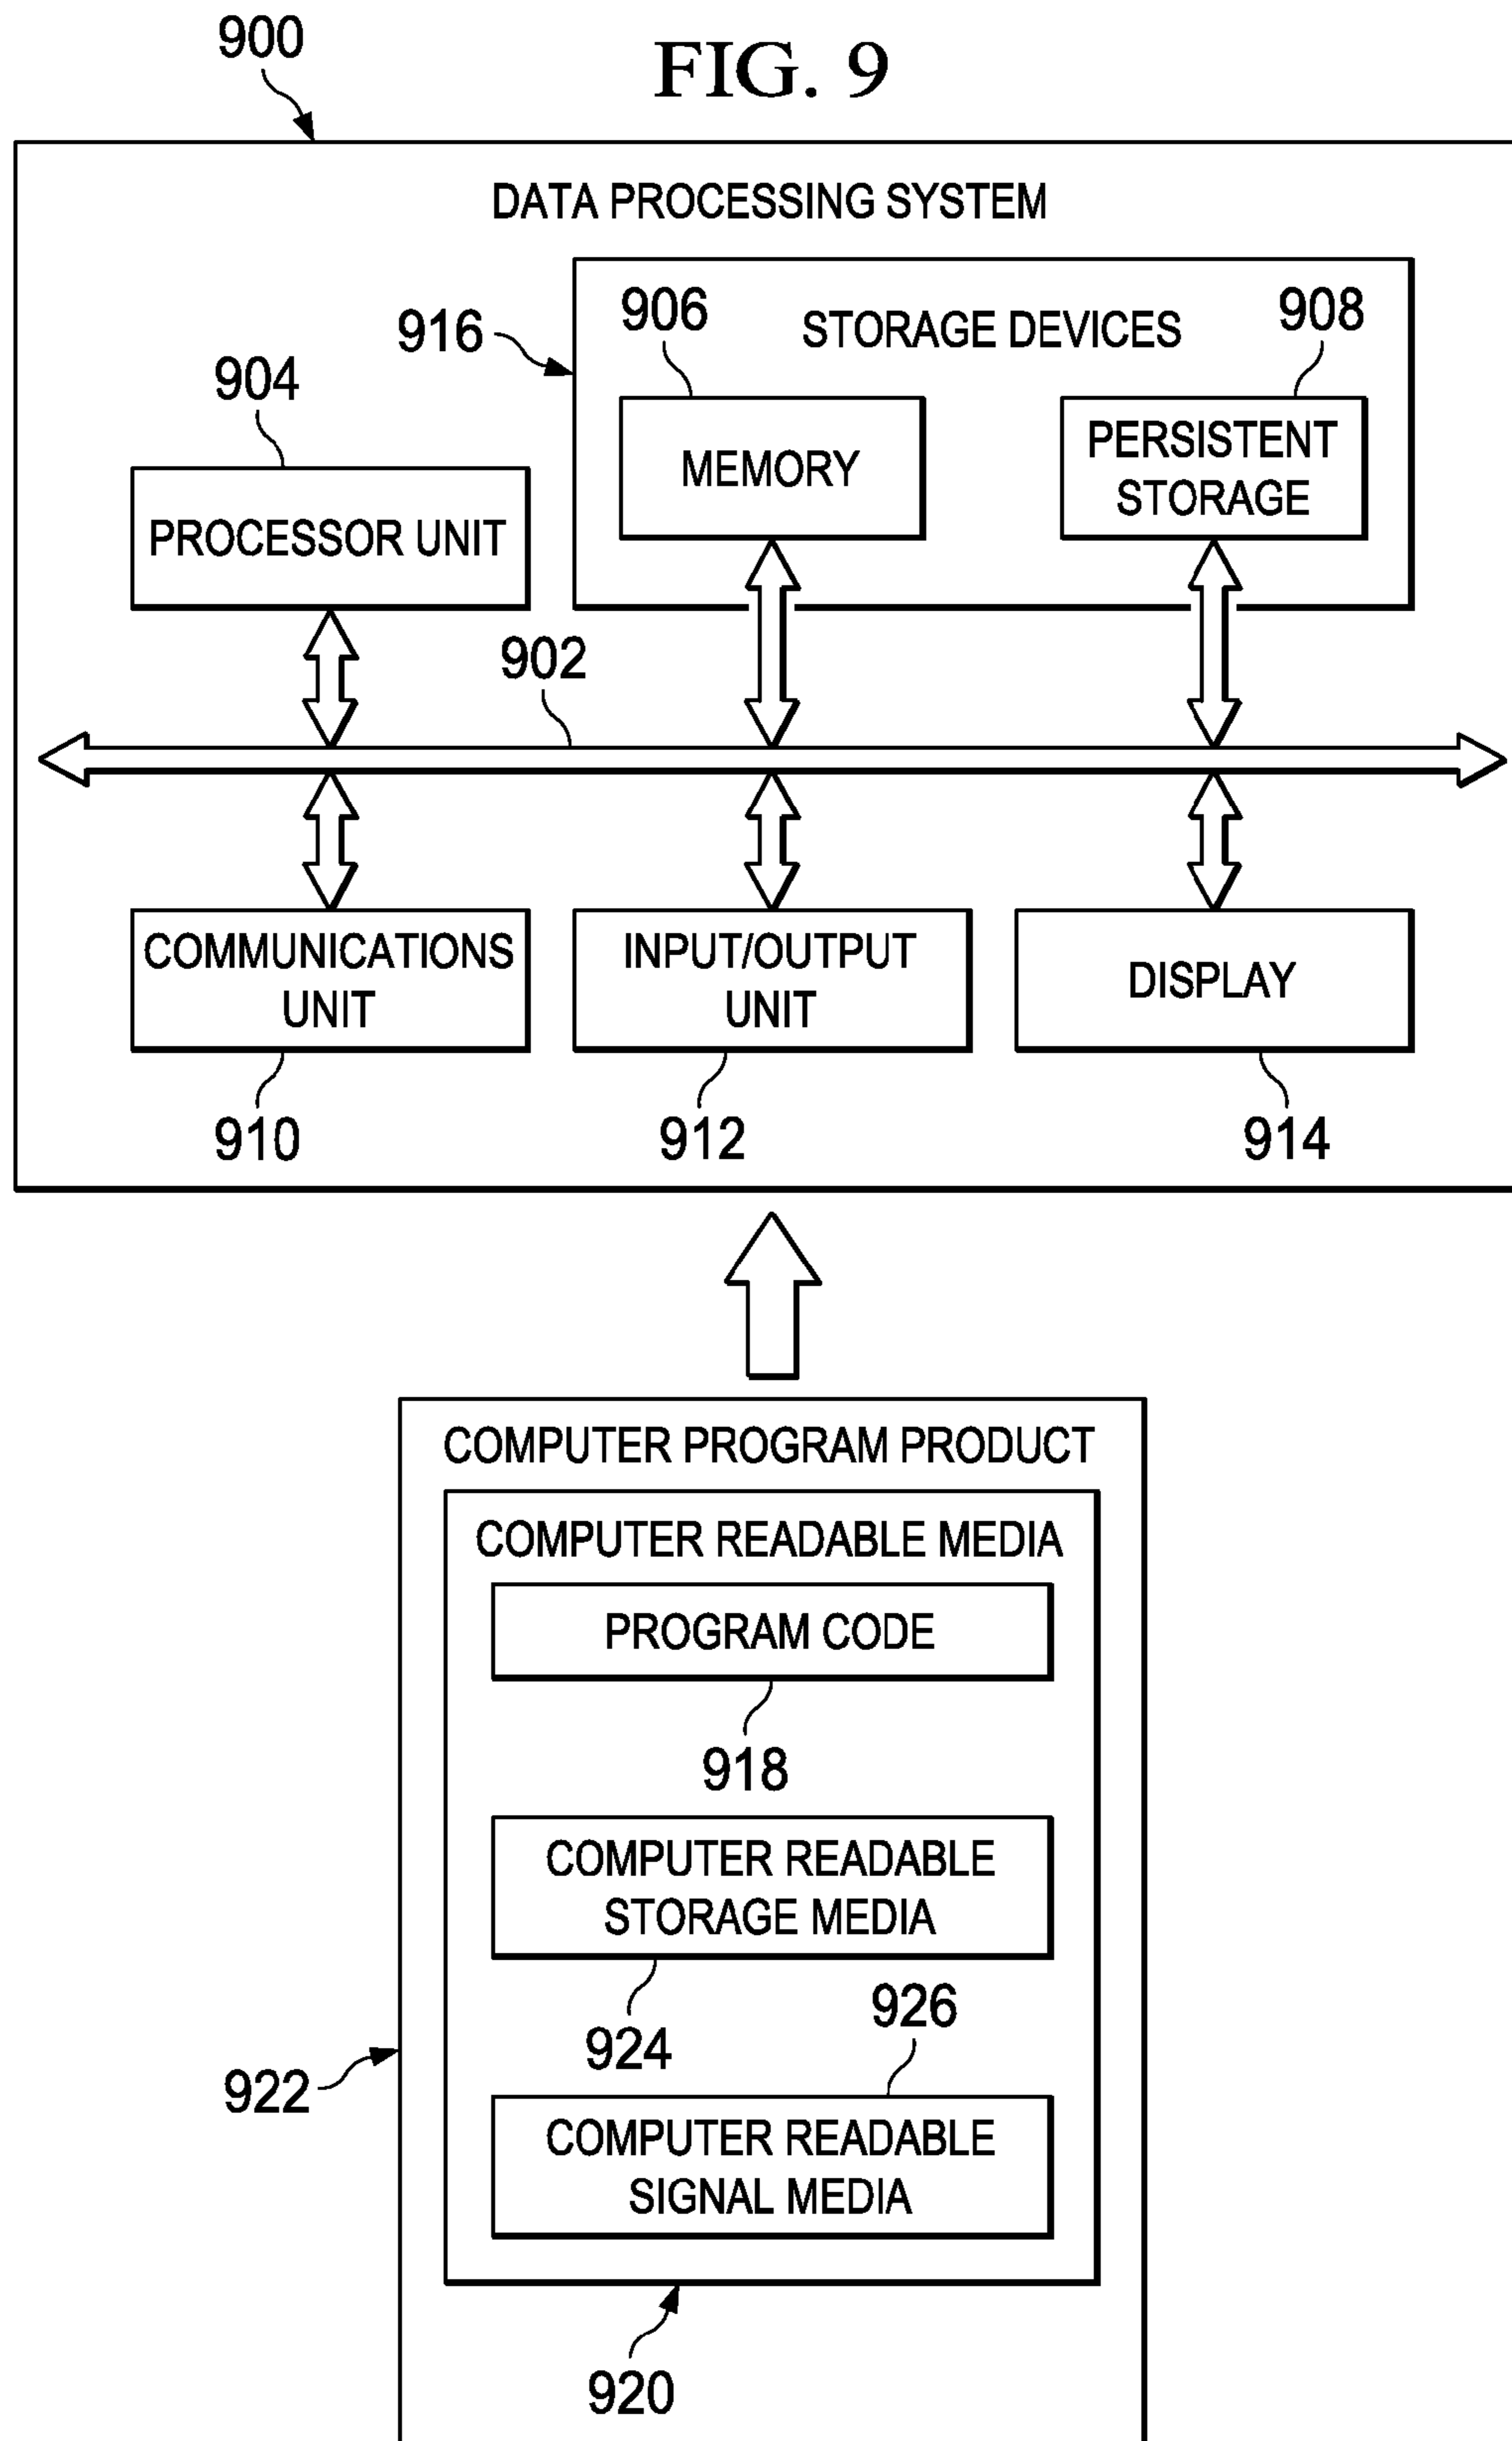 900
FIG. 9
DATA PROCESSING SYSTEM
916
906
STORAGE DEVICES
908
904
MEMORY
PERSISTENT
STORAGE
PROCESSOR UNIT
902
COMMUNICATIONS
UNIT
INPUT/OUTPUT
UNIT
DISPLAY
910
912
914
COMPUTER PROGRAM PRODUCT
COMPUTER READABLE MEDIA
PROGRAM CODE
918
COMPUTER READABLE
STORAGE MEDIA
924
926
922
COMPUTER READABLE
SIGNAL MEDIA
920